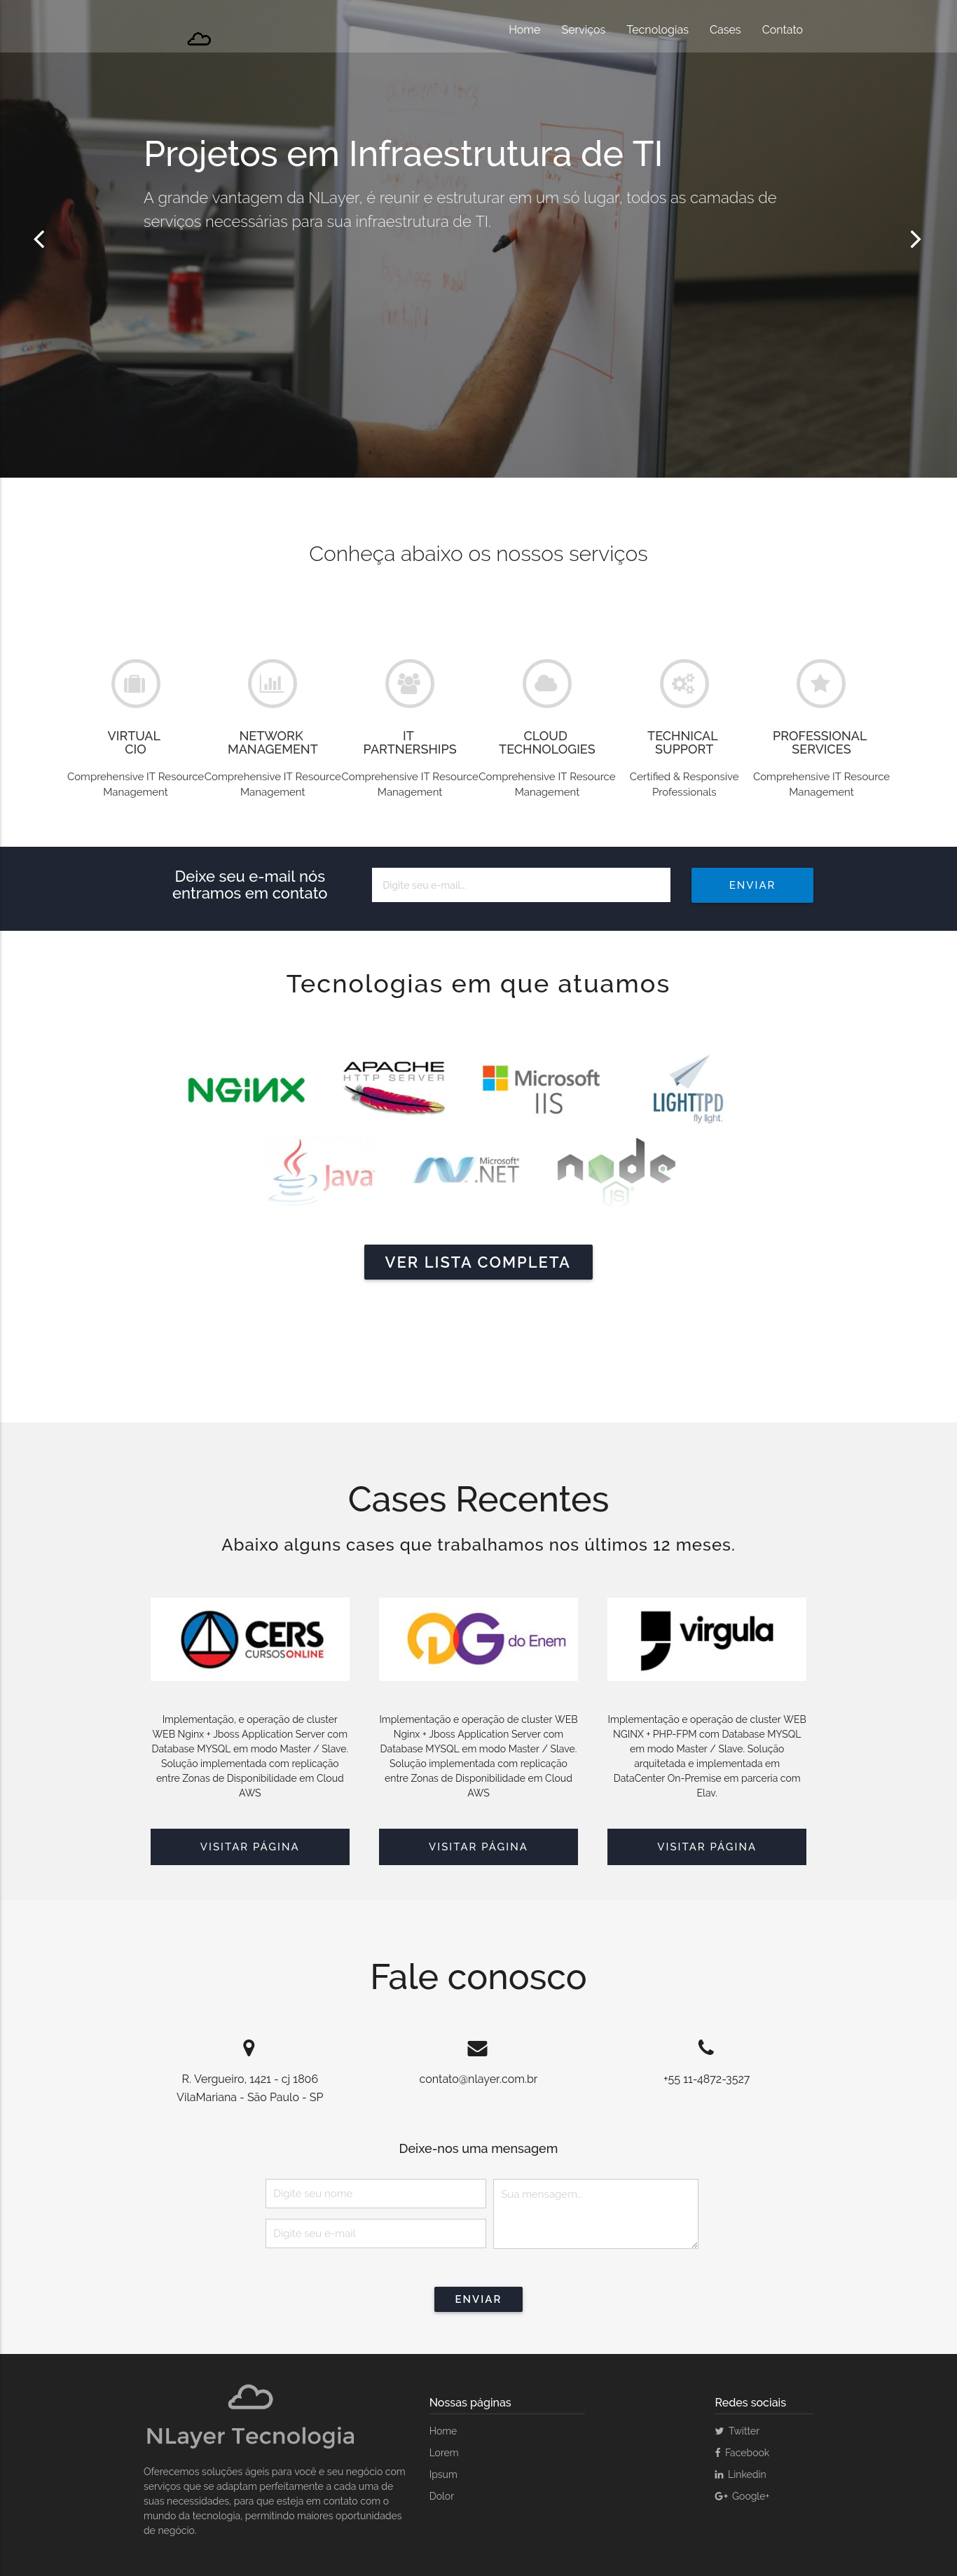 Home Serviços Tecnologias Cases Contato
Projetos em Infraestrutura de TI
A grande vantagem da NLayer, é reunir e estruturar em um só lugar, todos as camadas de
serviços necessárias para sua infraestrutura de TI.
Google
Conheça abaixo os nossos serviços
VIRTUAL
CIO
Comprehensive IT Resource
Management
NETWORK
MANAGEMENT
Comprehensive IT Resource
Management
IT
PARTNERSHIPS
Comprehensive IT Resource
Management
CLOUD
TECHNOLOGIES
Comprehensive IT Resource
Management
TECHNICAL
SUPPORT
Certified & Responsive
Professionals
PROFESSIONAL
SERVICES
Comprehensive IT Resource
Management
Deixe seu e-mail nós
entramos em contato
Digite seu e-mail...
ENVIAR
Tecnologias em que atuamos
NGINX
APACHE
HTTP SERVER
Microsoft
IIS
LIGHTTPD
fly light.
Java
Microsoft®
.NET
node
JS
VER LISTA COMPLETA
Cases Recentes
Abaixo alguns cases que trabalhamos nos últimos 12 meses.
CERS
CURSOS ONLINE
QG do Enem
virgula
Implementação, e operação de cluster
WEB Nginx + Jboss Application Server com
Database MYSQL em modo Master / Slave.
Solução implementada com replicação
entre Zonas de Disponibilidade em Cloud
AWS
Implementação e operação de cluster WEB
Nginx + Jboss Application Server com
Database MYSQL em modo Master / Slave.
Solução implementada com replicação
entre Zonas de Disponibilidade em Cloud
AWS
Implementação e operação de cluster WEB
NGINX + PHP-FPM com Database MYSQL
em modo Master / Slave. Solução
arquitetada e implementada em
DataCenter On-Premise em parceria com
Elav.
VISITAR PÁGINA
VISITAR PÁGINA
VISITAR PÁGINA
Fale conosco
R. Vergueiro, 1421 - cj 1806
VilaMariana - São Paulo - SP
contato@nlayer.com.br
+55 11-4872-3527
Deixe-nos uma mensagem
Digite seu nome
Digite seu e-mail
Sua mensagem...
ENVIAR
NLayer Tecnologia
Oferecemos soluções ágeis para você e seu negócio com
serviços que se adaptam perfeitamente a cada uma de
suas necessidades, para que esteja em contato com o
mundo da tecnologia, permitindo maiores oportunidades
de negócio.
Nossas páginas
Home
Lorem
Ipsum
Dolor
Redes sociais
Twitter
Facebook
Linkedin
Google+